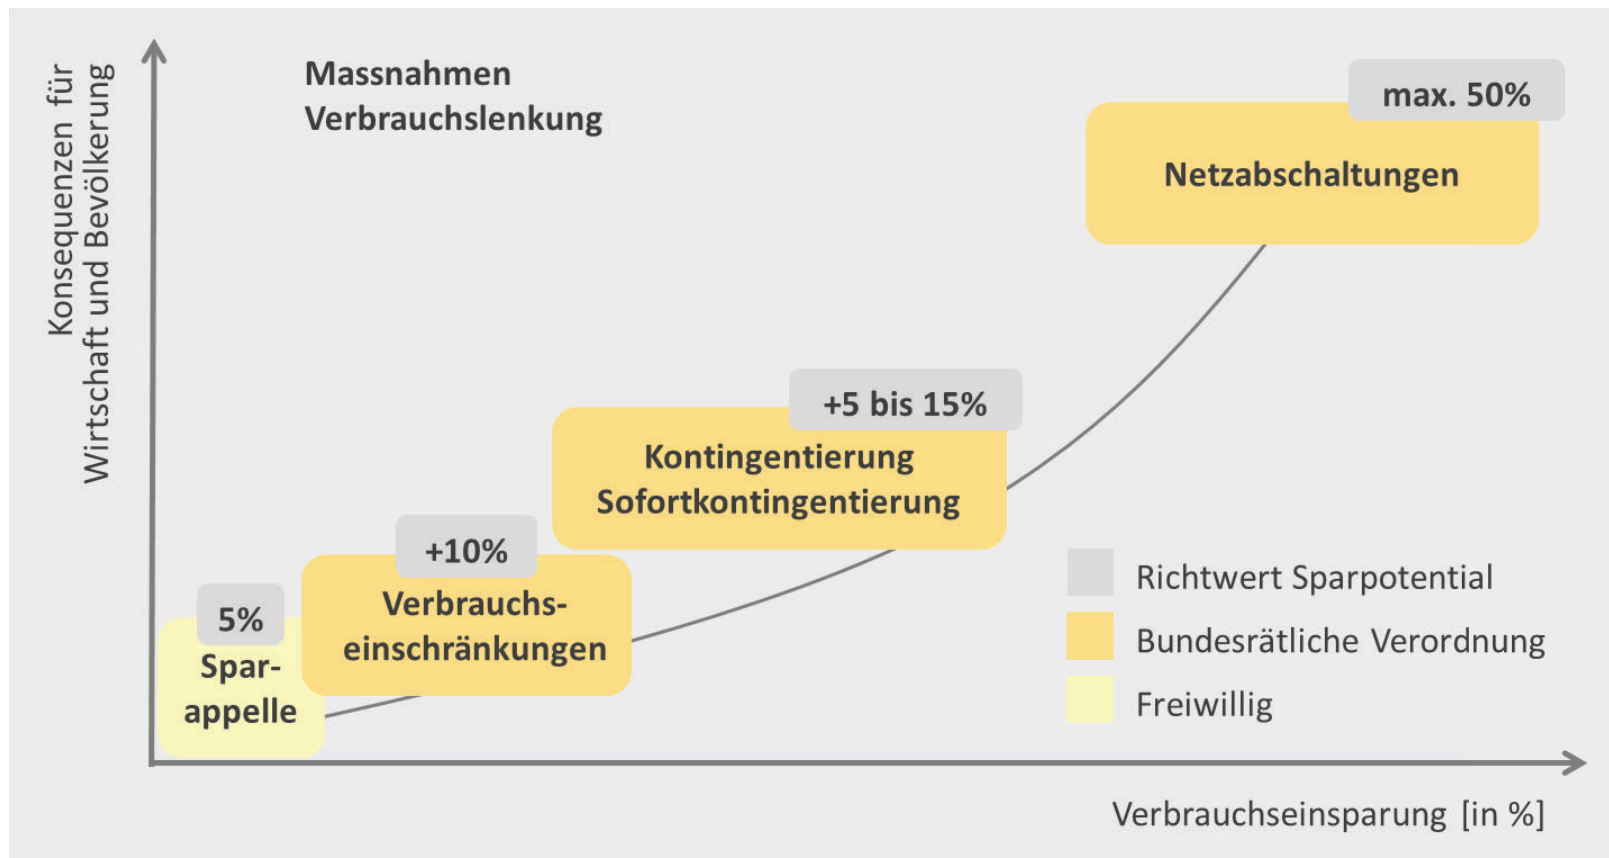 Massnahmen
Verbrauchslenkung
Konsequenzen für
Wirtschaft und Bevölkerung
max. 50%
Netzabschaltungen
+5 bis 15%
Kontingentierung
Sofortkontingentierung
+10%
Verbrauchs-
einschränkungen
5%
Spar-
appelle
Richtwert Sparpotential
Bundesrätliche Verordnung
Freiwillig
Verbrauchseinsparung [in %]